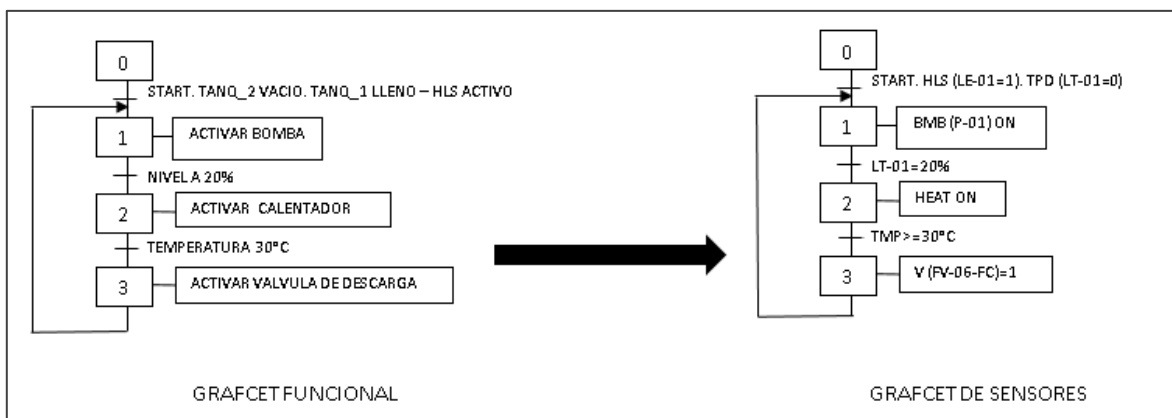 0
START. TANQ_2 VACIO. TANQ_1 LLENO – HLS ACTIVO
1
ACTIVAR BOMBA
NIVEL A 20%
2
ACTIVAR CALENTADOR
TEMPERATURA 30°C
3
ACTIVAR VALVULA DE DESCARGA
GRAFCET FUNCIONAL
0
START. HLS (LE-01=1). TPD (LT-01=0)
1
BMB (P-01) ON
LT-01=20%
2
HEAT ON
TMP>=30°C
3
V (FV-06-FC)=1
GRAFCET DE SENSORES